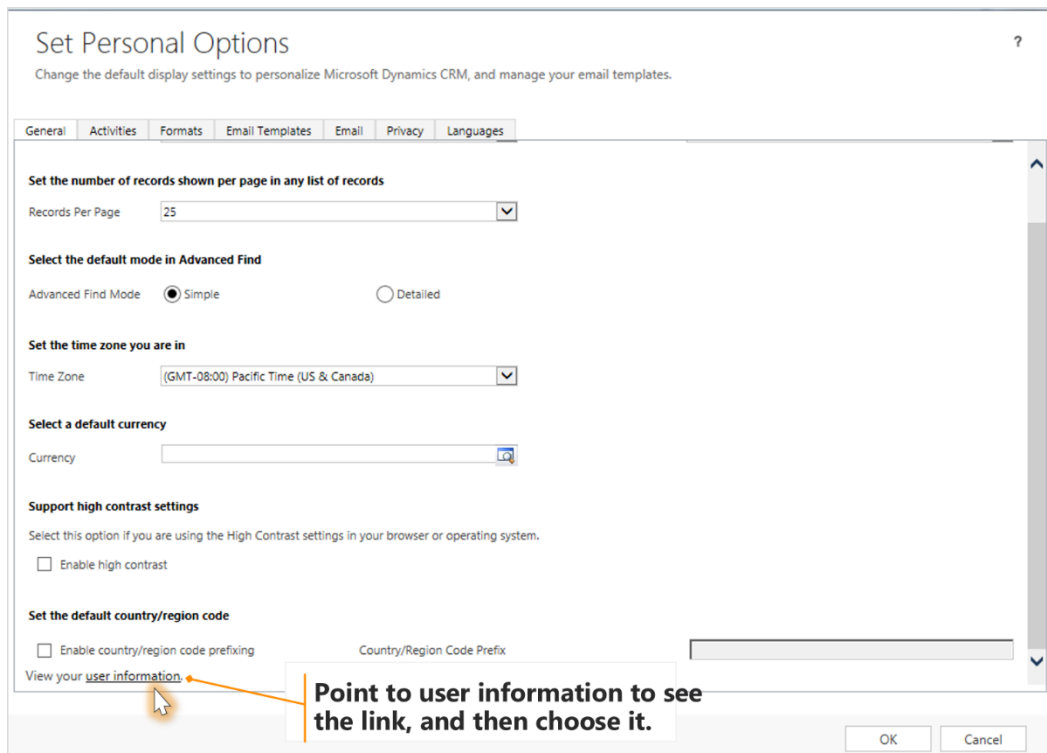 Set Personal Options
?
Change the default display settings to personalize Microsoft Dynamics CRM, and manage your email templates.
General Activities Formats Email Templates Email Privacy Languages
Set the number of records shown per page in any list of records
Records Per Page 25
Select the default mode in Advanced Find
Advanced Find Mode Simple Detailed
Set the time zone you are in
Time Zone (GMT-08:00) Pacific Time (US & Canada)
Select a default currency
Currency
Support high contrast settings
Select this option if you are using the High Contrast settings in your browser or operating system.
Enable high contrast
Set the default country/region code
Enable country/region code prefixing Country/Region Code Prefix
View your user information.
Point to user information to see
the link, and then choose it.
OK Cancel